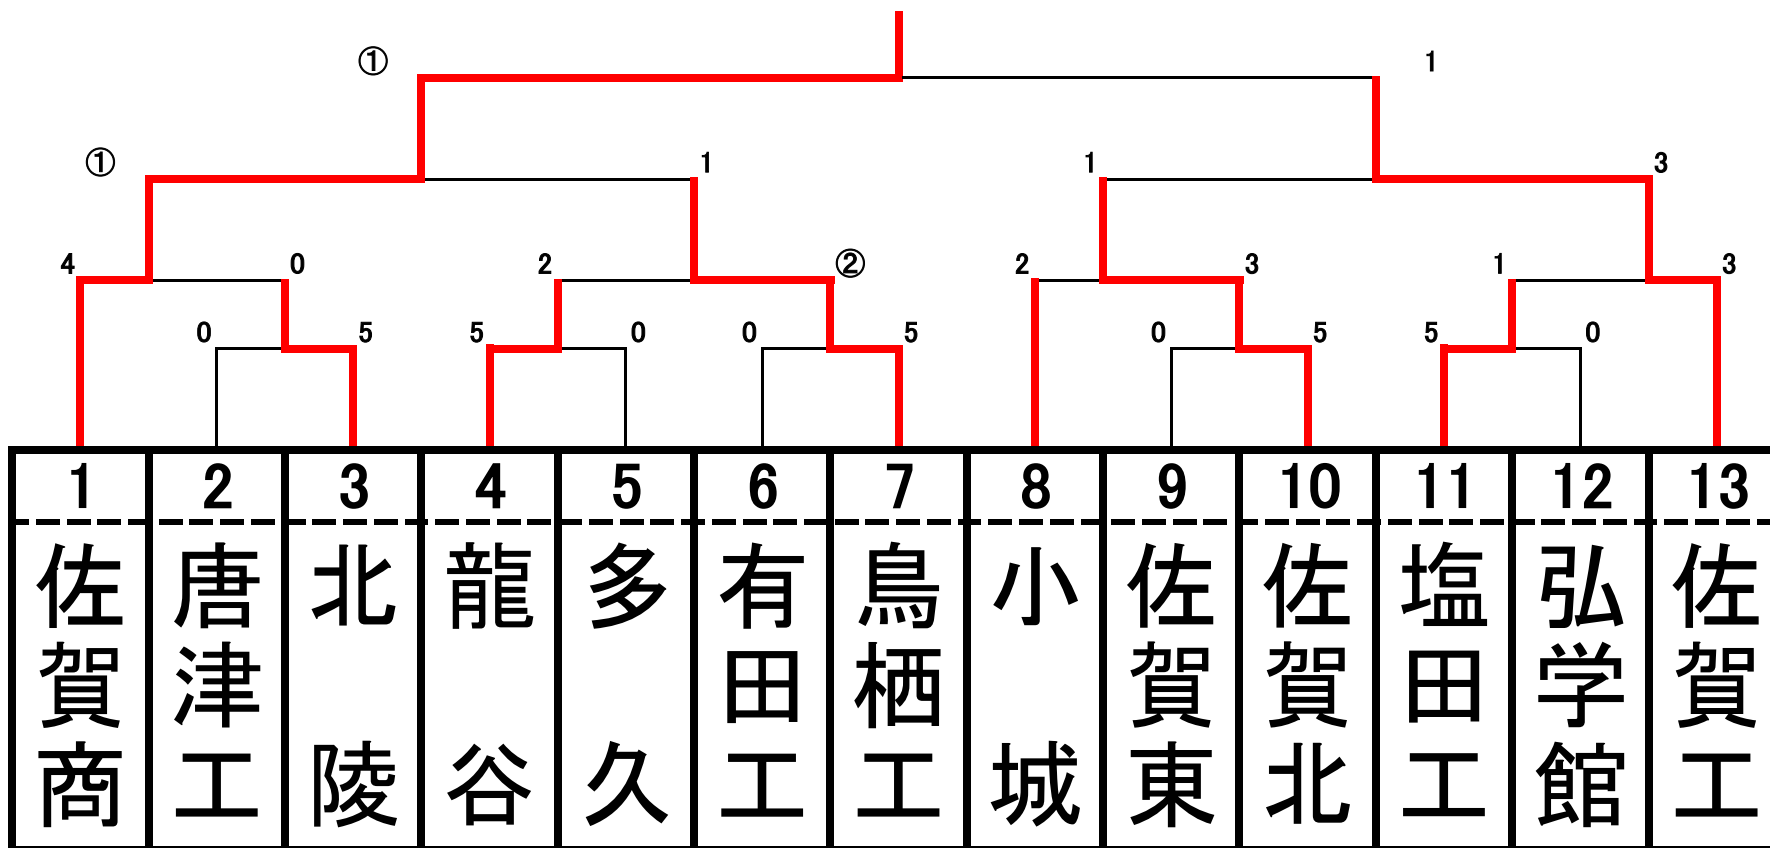 ① 1
① 1 1 3
4 0 2 ② 2 3 1 3
0 5 5 0 0 5 0 5 5 0
1 2 3 4 5 6 7 8 9 10 11 12 13
佐賀商
唐津工
北陵
龍谷
多久
有田工
鳥栖工
小城
佐賀東
佐賀北
塩田工
弘学館
佐賀工